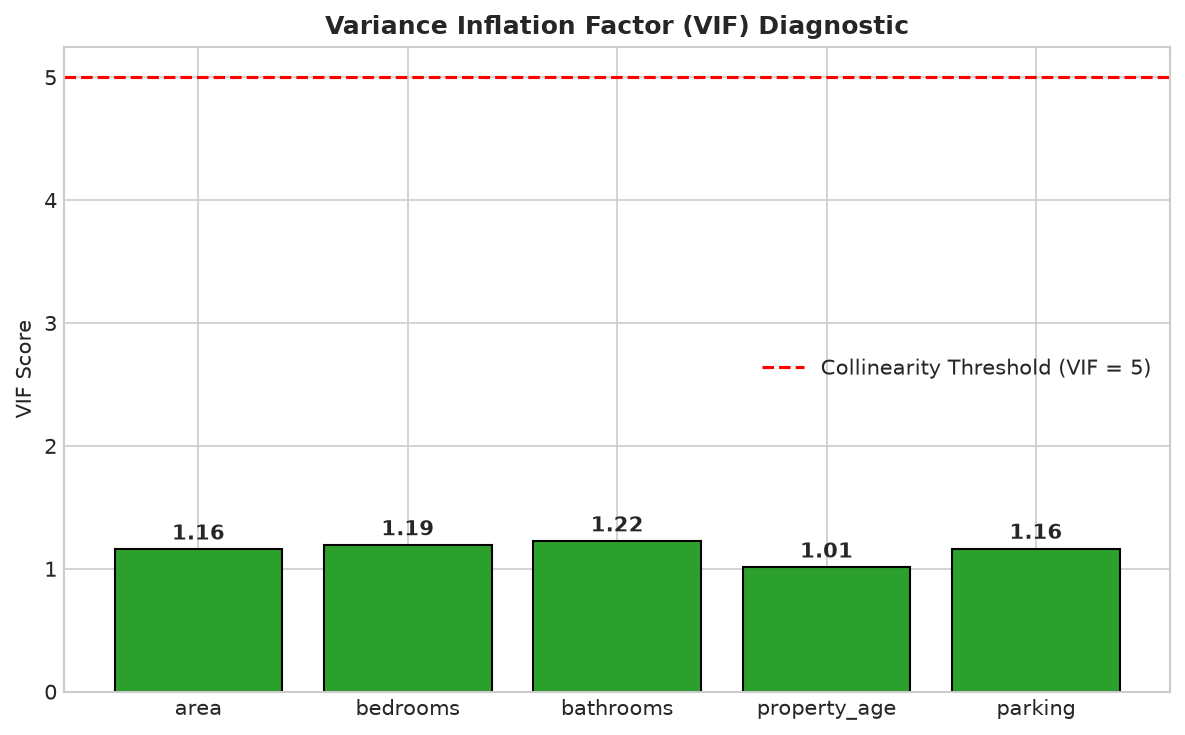 Variance Inflation Factor (VIF) Diagnostic
5
4
3
2
1
0
VIF Score
Collinearity Threshold (VIF = 5)
1.16
1.19
1.22
1.01
1.16
area
bedrooms
bathrooms
property_age
parking